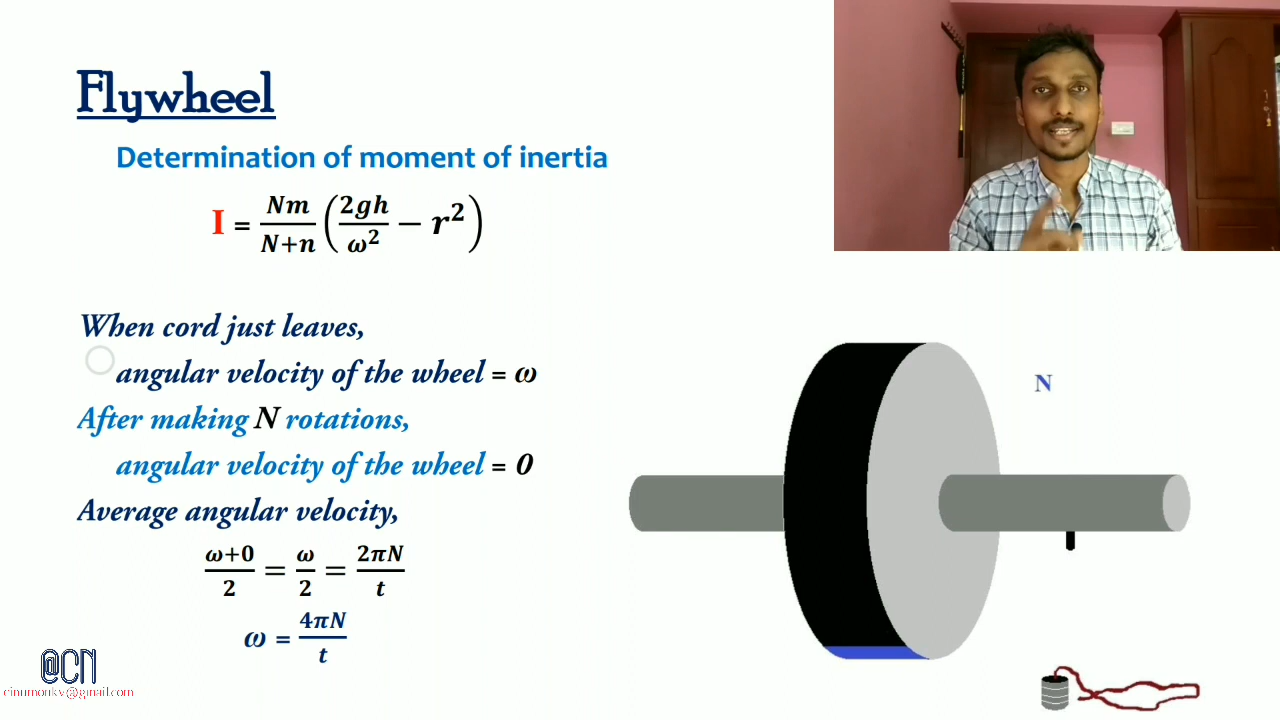 Flywheel
Determination of moment of inertia
I = Nm/N+n (2gh/ω² − r²)
When cord just leaves,
angular velocity of the wheel = ω
After making N rotations,
angular velocity of the wheel = 0
Average angular velocity,
ω+0/2 = ω/2 = 2πN/t
ω = 4πN/t
N
@CN
cinumonkv@gmail.com